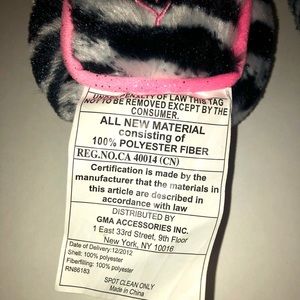 UNDER PENALTY OF LAW THIS TAG
NOT TO BE REMOVED EXCEPT BY THE
CONSUMER.
ALL NEW MATERIAL
consisting of
100% POLYESTER FIBER
REG.NO.CA 40014 (CN)
Certification is made by the
manufacturer that the materials in
this article are described in
accordance with law
DISTRIBUTED BY
GMA ACCESSORIES INC.
1 East 33rd Street, 9th Floor
New York, NY 10016
Date of Delivery:12/2012
Shell: 100% polyester
Fiberfilling: 100% polyester
RN86183
SPOT CLEAN ONLY
Made in China